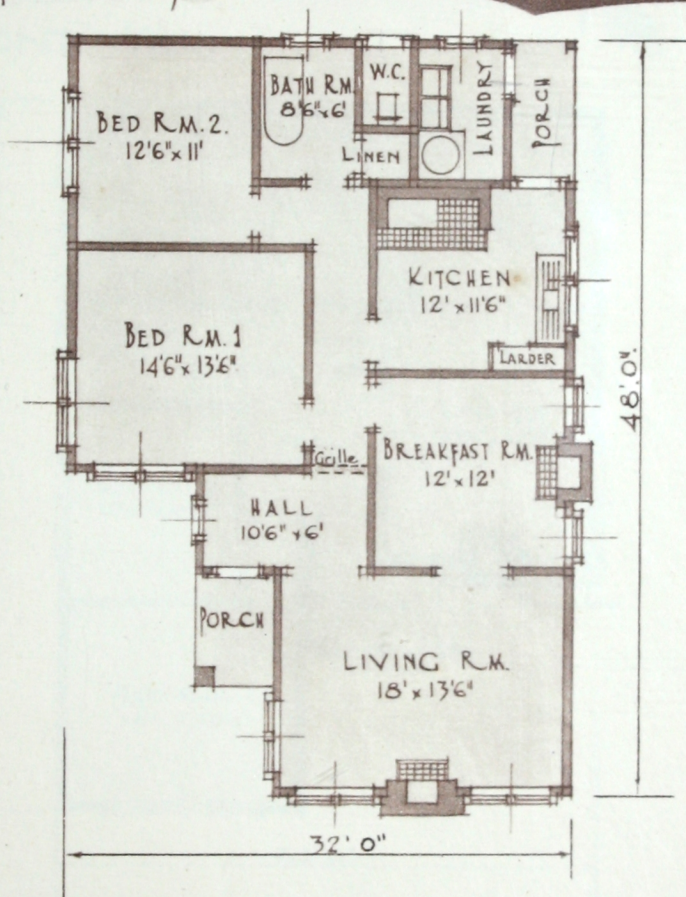 BED RM. 2.
12'6" x 11'
BATH RM.
8'6" x 6'
W.C.
LINEN
LAUNDRY
PORCH
KITCHEN
12' x 11'6"
LARDER
BED RM. 1
14'6" x 13'6"
Grille
BREAKFAST RM.
12' x 12'
HALL
10'6" x 6'
PORCH
LIVING RM.
18' x 13'6"
48'.0".
32' 0"